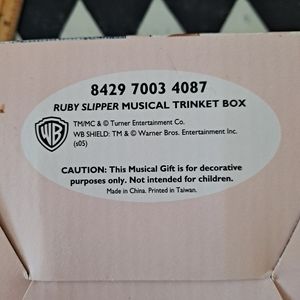 8429 7003 4087
RUBY SLIPPER MUSICAL TRINKET BOX
WB
TM/MC & © Turner Entertainment Co.
WB SHIELD: TM & © Warner Bros. Entertainment Inc.
(s05)
CAUTION: This Musical Gift is for decorative
purposes only. Not intended for children.
Made in China. Printed in Taiwan.